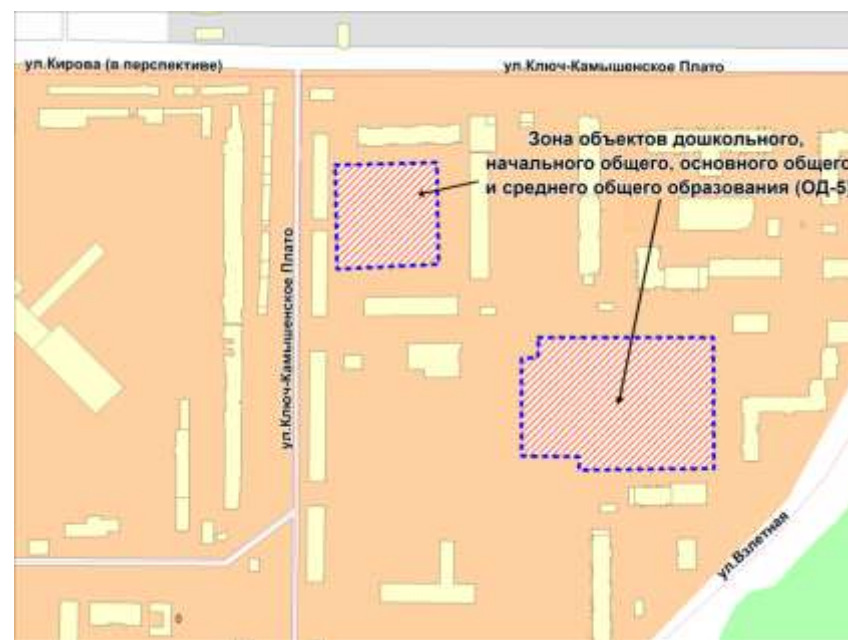 ул.Кирова (в перспективе)
ул.Ключ-Камышенское Плато
Зона объектов дошкольного,
начального общего, основного общего
и среднего общего образования (ОД-5)
ул.Ключ-Камышенское Плато
ул.Взлетная